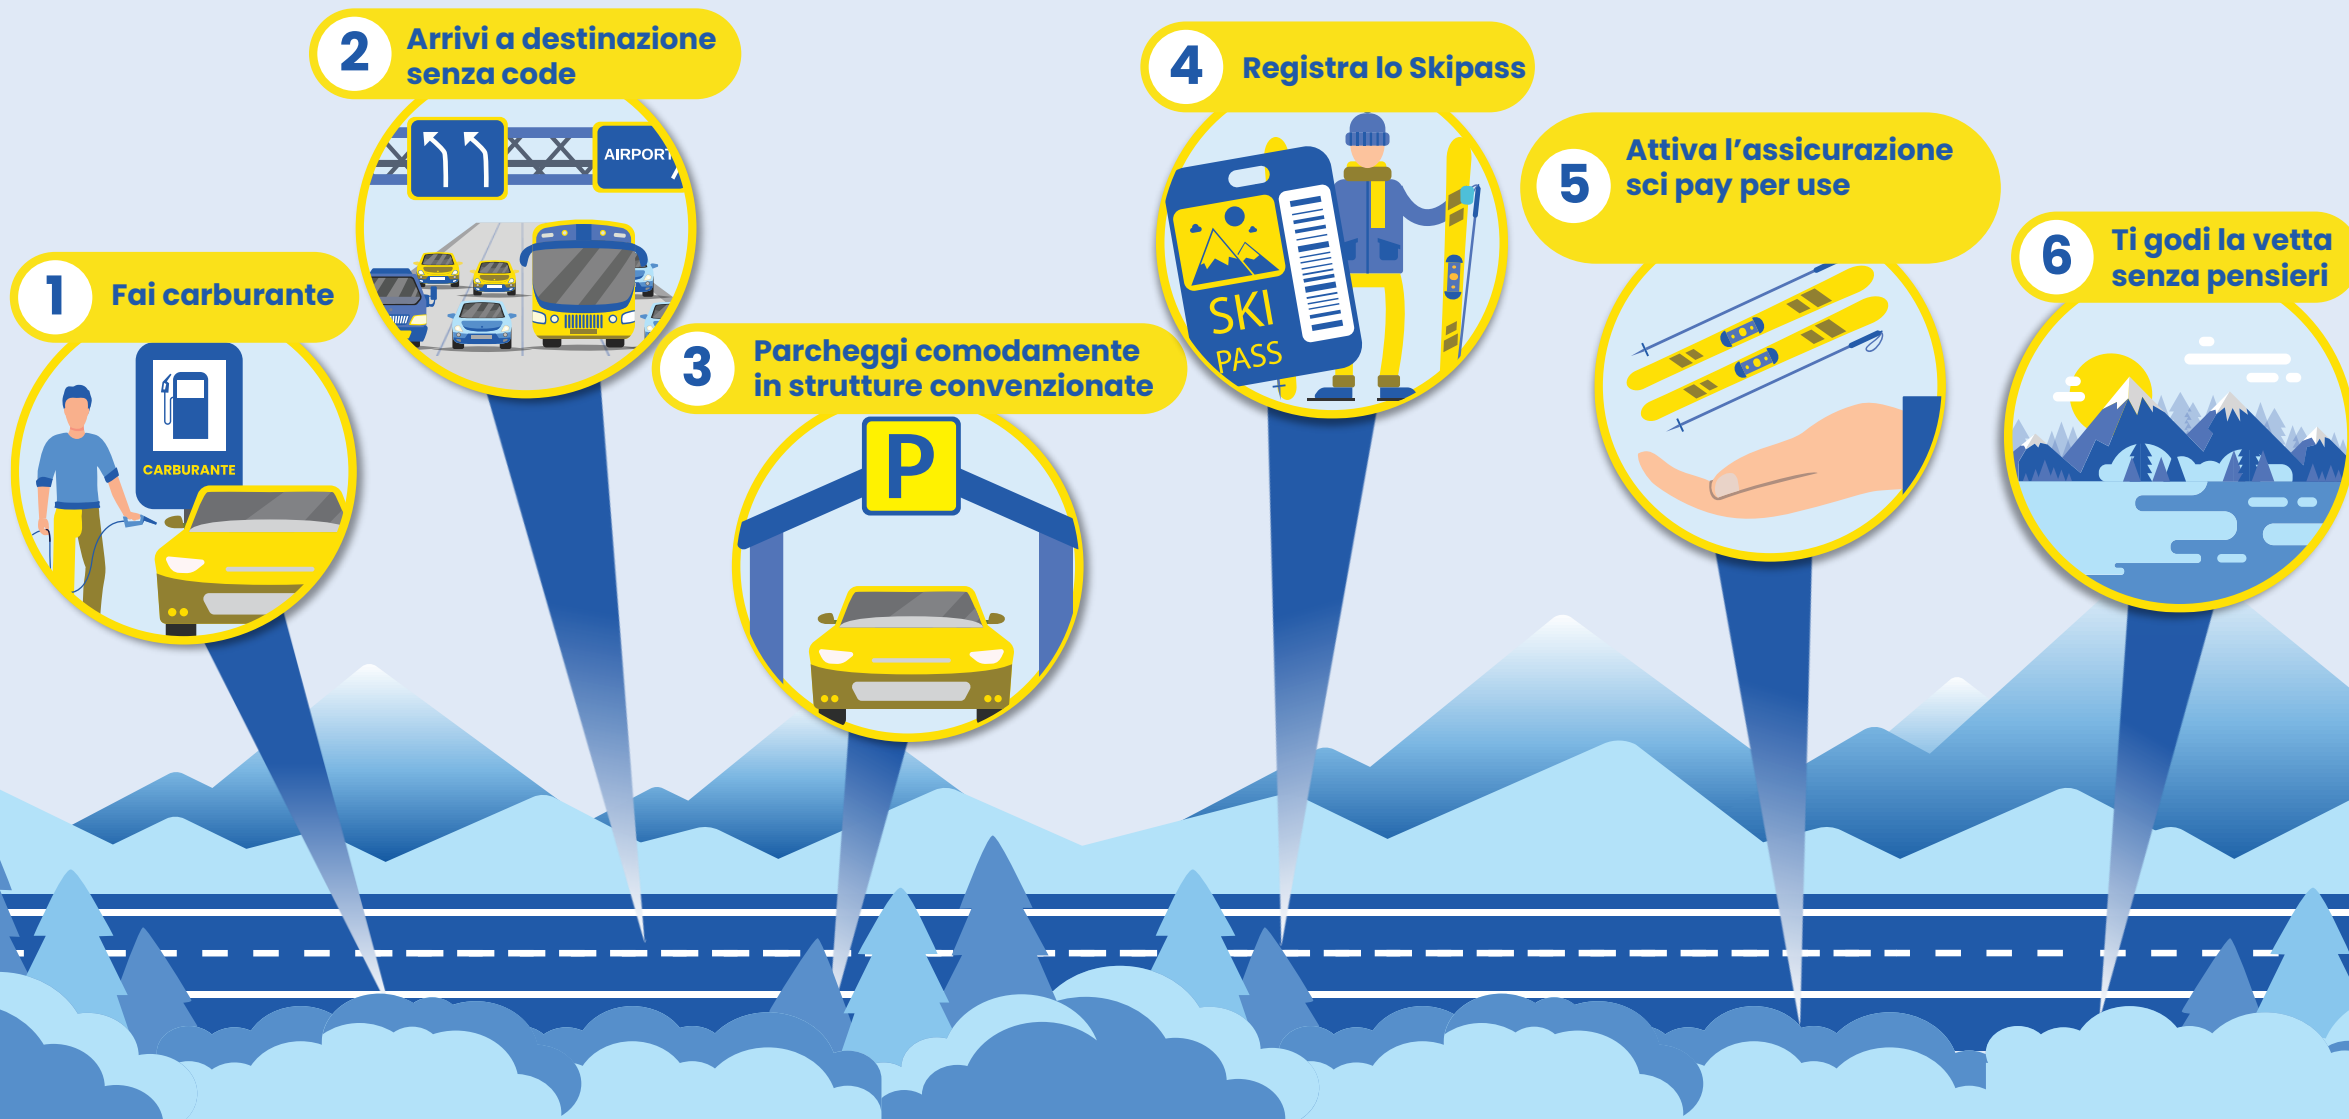 1
Fai carburante
CARBURANTE
2
Arrivi a destinazione
senza code
AIRPORT
3
Parcheggi comodamente
in strutture convenzionate
P
4
Registra lo Skipass
SKI
PASS
5
Attiva l’assicurazione
sci pay per use
6
Ti godi la vetta
senza pensieri